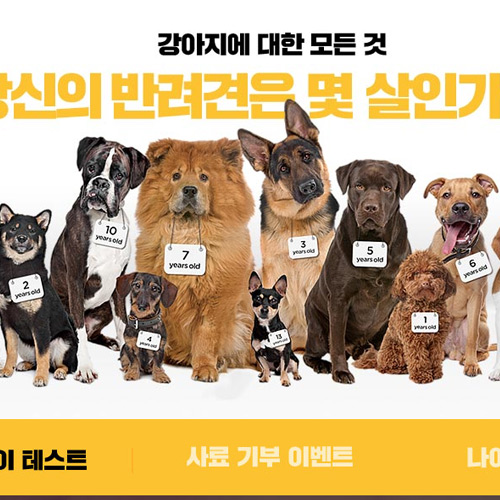 강아지에 대한 모든 것
당신의 반려견은 몇 살인가
10
years old
7
years old
3
years old
5
years old
6
years old
2
years old
4
years old
13
years old
1
years old
이 테스트
사료 기부 이벤트
나이